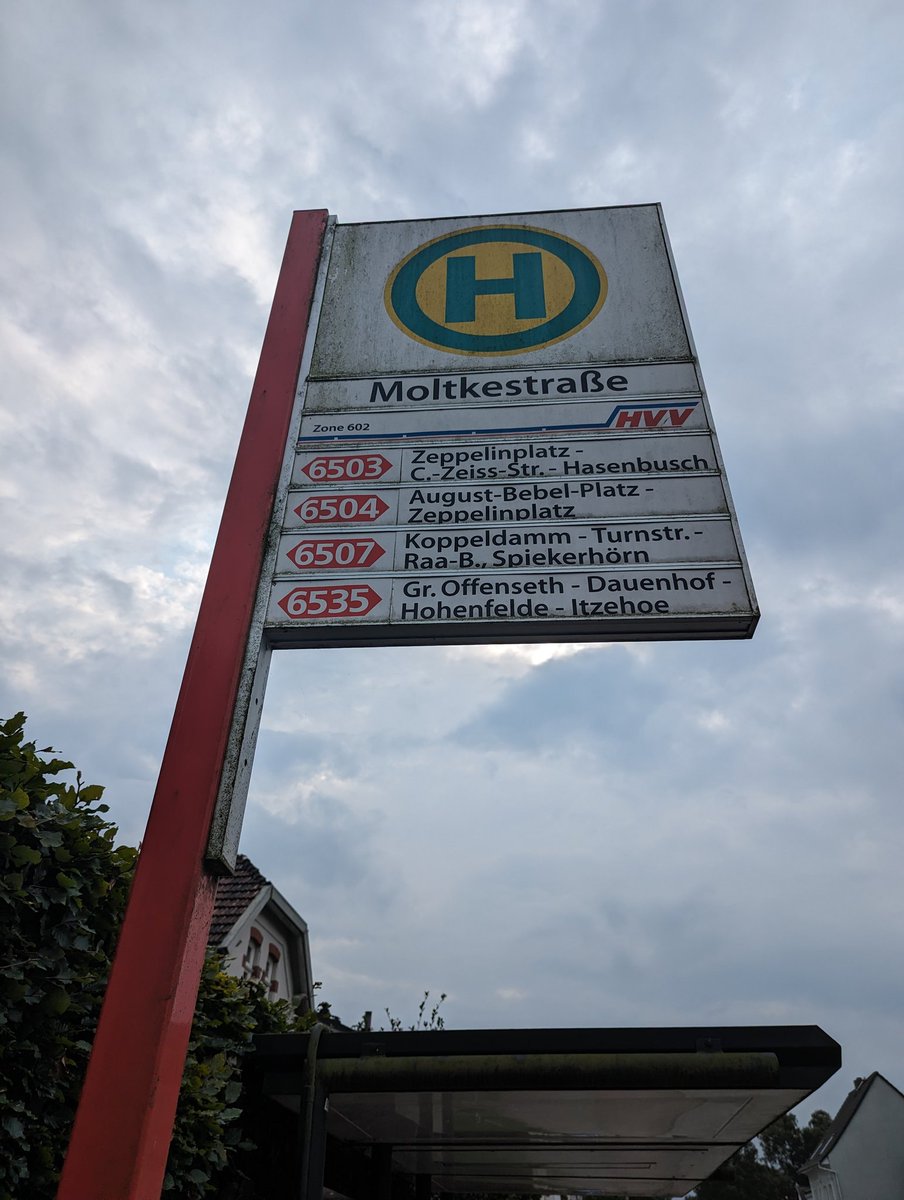 H
Moltkestraße
Zone 602 HVV
6503 Zeppelinplatz -
C.-Zeiss-Str.- Hasenbusch
6504 August-Bebel-Platz -
Zeppelinplatz
6507 Koppeldamm - Turnstr.-
Raa-B., Spiekerhörn
6535 Gr. Offenseth - Dauenhof -
Hohenfelde - Itzehoe